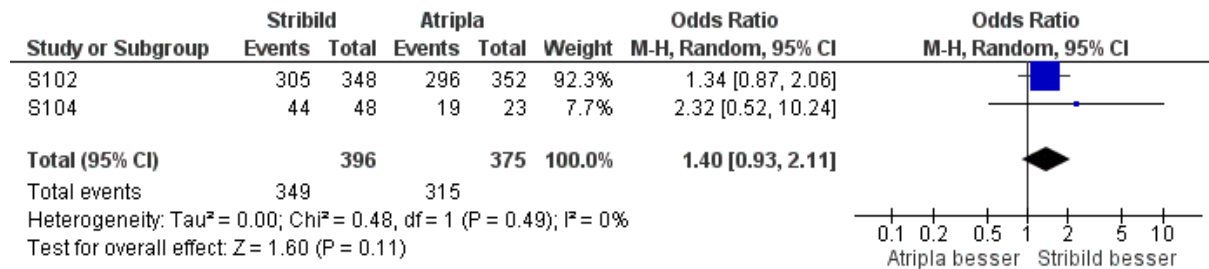 Stribild Atripla Odds Ratio Odds Ratio
Study or Subgroup Events Total Events Total Weight M-H, Random, 95% CI M-H, Random, 95% CI
S102 305 348 296 352 92.3% 1.34 [0.87, 2.06]
S104 44 48 19 23 7.7% 2.32 [0.52, 10.24]
Total (95% CI) 396 375 100.0% 1.40 [0.93, 2.11]
Total events 349 315
Heterogeneity: Tau² = 0.00; Chi² = 0.48, df = 1 (P = 0.49); I² = 0%
Test for overall effect: Z = 1.60 (P = 0.11)
0.1 0.2 0.5 1 2 5 10
Atripla besser Stribild besser